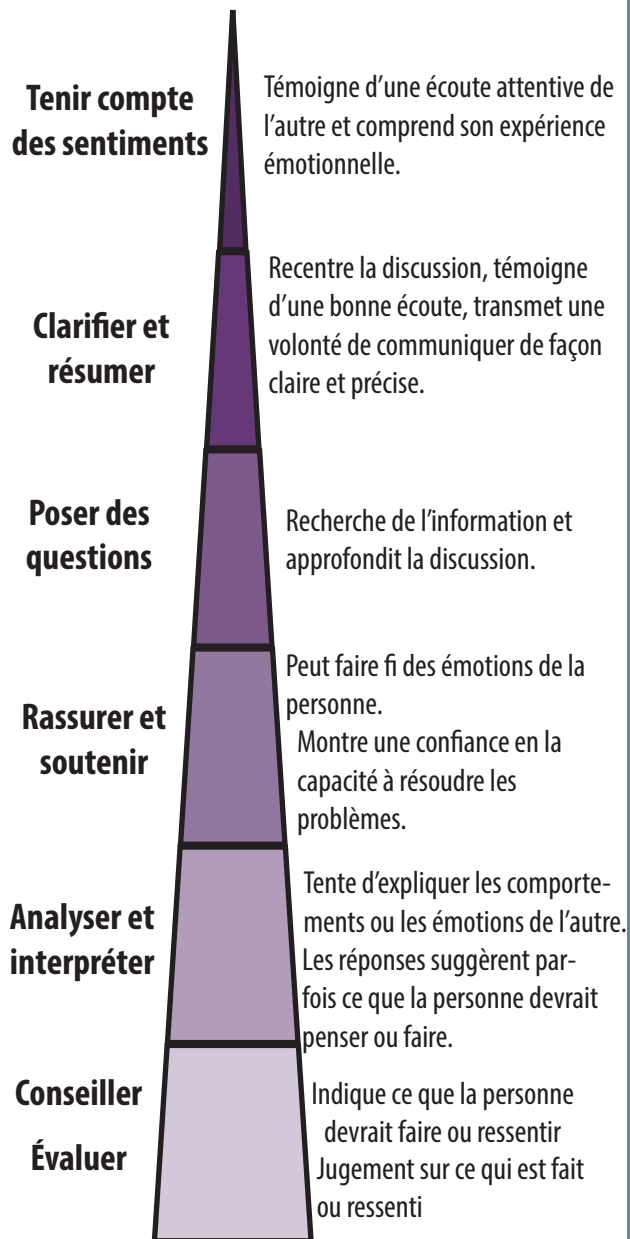 Tenir compte
des sentiments
Témoigne d'une écoute attentive de
l'autre et comprend son expérience
émotionnelle.
Clarifier et
résumer
Recentre la discussion, témoigne
d'une bonne écoute, transmet une
volonté de communiquer de façon
claire et précise.
Poser des
questions
Recherche de l'information et
approfondit la discussion.
Rassurer et
soutenir
Peut faire fi des émotions de la
personne.
Montre une confiance en la
capacité à résoudre les
problèmes.
Analyser et
interpréter
Tente d'expliquer les comporte-
ments ou les émotions de l'autre.
Les réponses suggèrent par-
fois ce que la personne devrait
penser ou faire.
Conseiller
Évaluer
Indique ce que la personne
devrait faire ou ressentir
Jugement sur ce qui est fait
ou ressenti